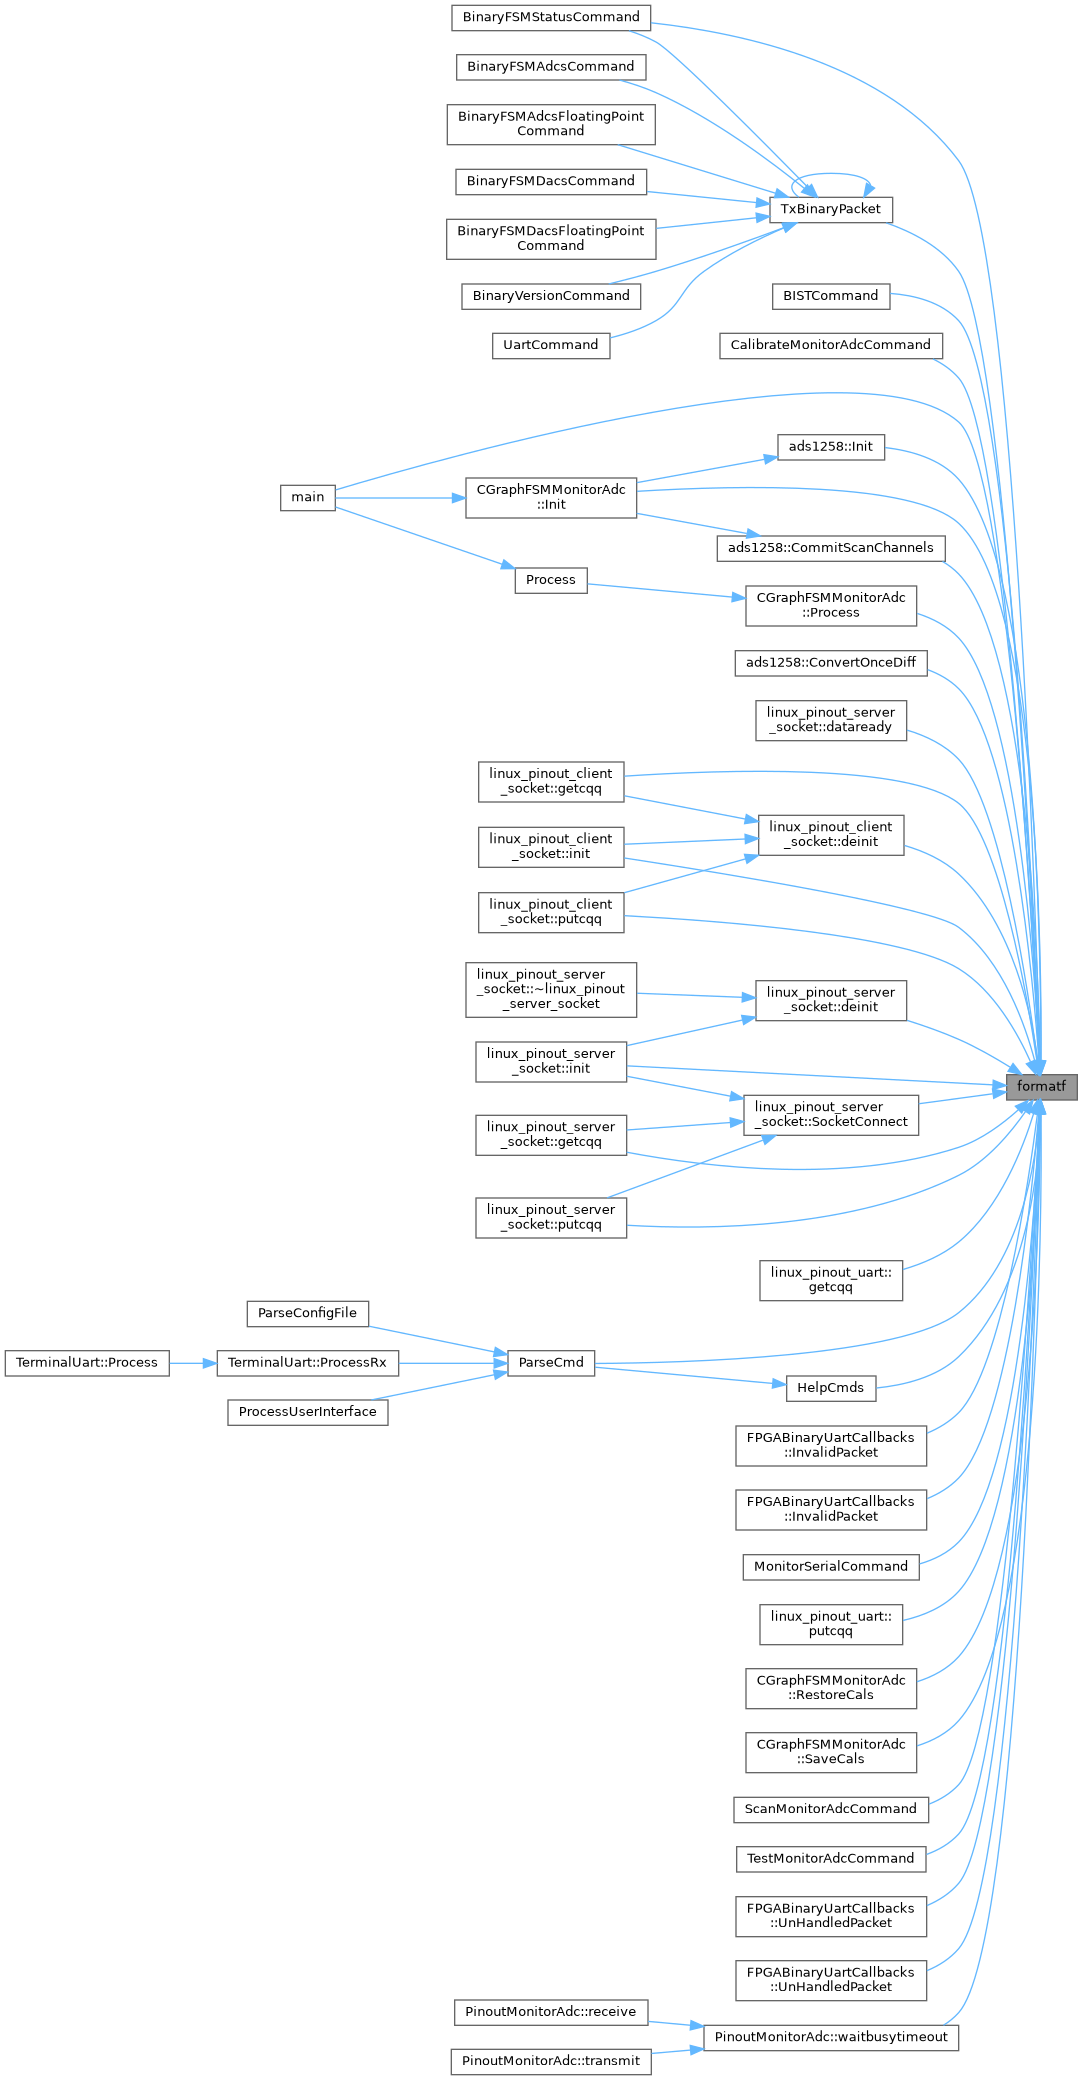 BinaryFSMStatusCommand
BinaryFSMAdcsCommand
BinaryFSMAdcsFloatingPoint
Command
BinaryFSMDacsCommand
TxBinaryPacket
BinaryFSMDacsFloatingPoint
Command
BinaryVersionCommand
BISTCommand
UartCommand
CalibrateMonitorAdcCommand
ads1258::Init
main
CGraphFSMMonitorAdc
::Init
ads1258::CommitScanChannels
Process
CGraphFSMMonitorAdc
::Process
ads1258::ConvertOnceDiff
linux_pinout_server
_socket::dataready
linux_pinout_client
_socket::getcqq
linux_pinout_client
_socket::deinit
linux_pinout_client
_socket::init
linux_pinout_client
_socket::putcqq
linux_pinout_server
_socket::~linux_pinout
_server_socket
linux_pinout_server
_socket::deinit
linux_pinout_server
_socket::init
formatf
linux_pinout_server
_socket::SocketConnect
linux_pinout_server
_socket::getcqq
linux_pinout_server
_socket::putcqq
linux_pinout_uart::
getcqq
ParseConfigFile
TerminalUart::Process
TerminalUart::ProcessRx
ParseCmd
HelpCmds
ProcessUserInterface
FPGABinaryUartCallbacks
::InvalidPacket
FPGABinaryUartCallbacks
::InvalidPacket
MonitorSerialCommand
linux_pinout_uart::
putcqq
CGraphFSMMonitorAdc
::RestoreCals
CGraphFSMMonitorAdc
::SaveCals
ScanMonitorAdcCommand
TestMonitorAdcCommand
FPGABinaryUartCallbacks
::UnHandledPacket
FPGABinaryUartCallbacks
::UnHandledPacket
PinoutMonitorAdc::receive
PinoutMonitorAdc::waitbusytimeout
PinoutMonitorAdc::transmit